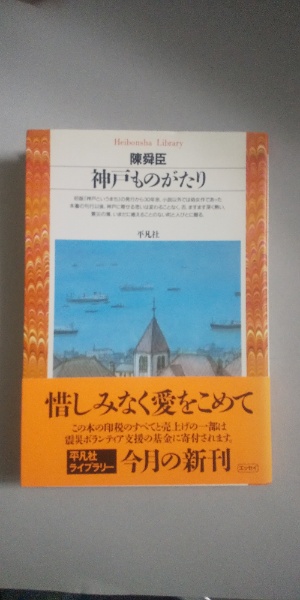 Heibonsha Library
陳舜臣
神戸ものがたり
平凡社
惜しみなく愛をこめて
この本の印税のすべてと売上げの一部は
震災ボランティア支援の基金に寄付されます。
平凡社
ライブラリー
今月の新刊
エッセイ